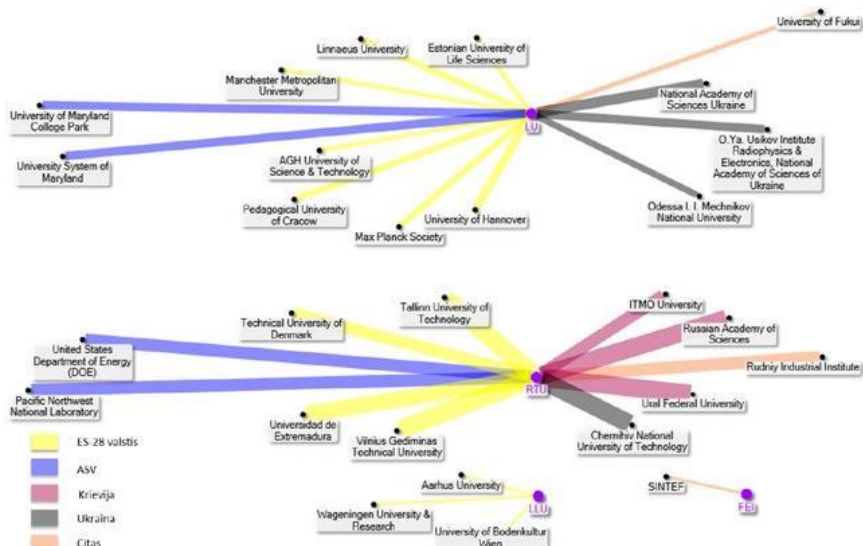 University of Fukui
Linnaeus University
Estonian University of
Life Sciences
Manchester Metropolitan
University
National Academy of
Sciences Ukraine
University of Maryland
College Park
LU
O.Ya. Usikov Institute
Radiophysics &
Electronics, National
Academy of Sciences of
Ukraine
University System of
Maryland
AGH University of
Science & Technology
Pedagogical University
of Cracow
University of Hannover
Odessa I. I. Mechnikov
National University
Max Planck Society
Tallinn University of
Technology
ITMO University
Technical University of
Denmark
Russian Academy of
Sciences
United States
Department of Energy
(DOE)
Rudniy Industrial Institute
Pacific Northwest
National Laboratory
RTU
Ural Federal University
Universidad de
Extremadura
Vilnius Gediminas
Technical University
Chernihiv National
University of Technology
ES-28 valstis
ASV
Krievija
Ukraina
Citas
Aarhus University
SINTEF
Wageningen University &
Research
LLU
FEI
University of Bodenkultur
Wien